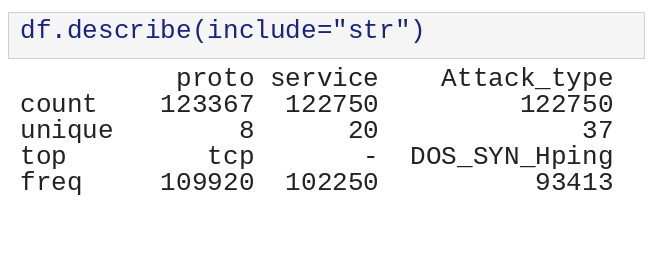 df.describe(include="str")
proto service Attack_type
count 123367 122750 122750
unique 8 20 37
top tcp - DOS_SYN_Hping
freq 109920 102250 93413